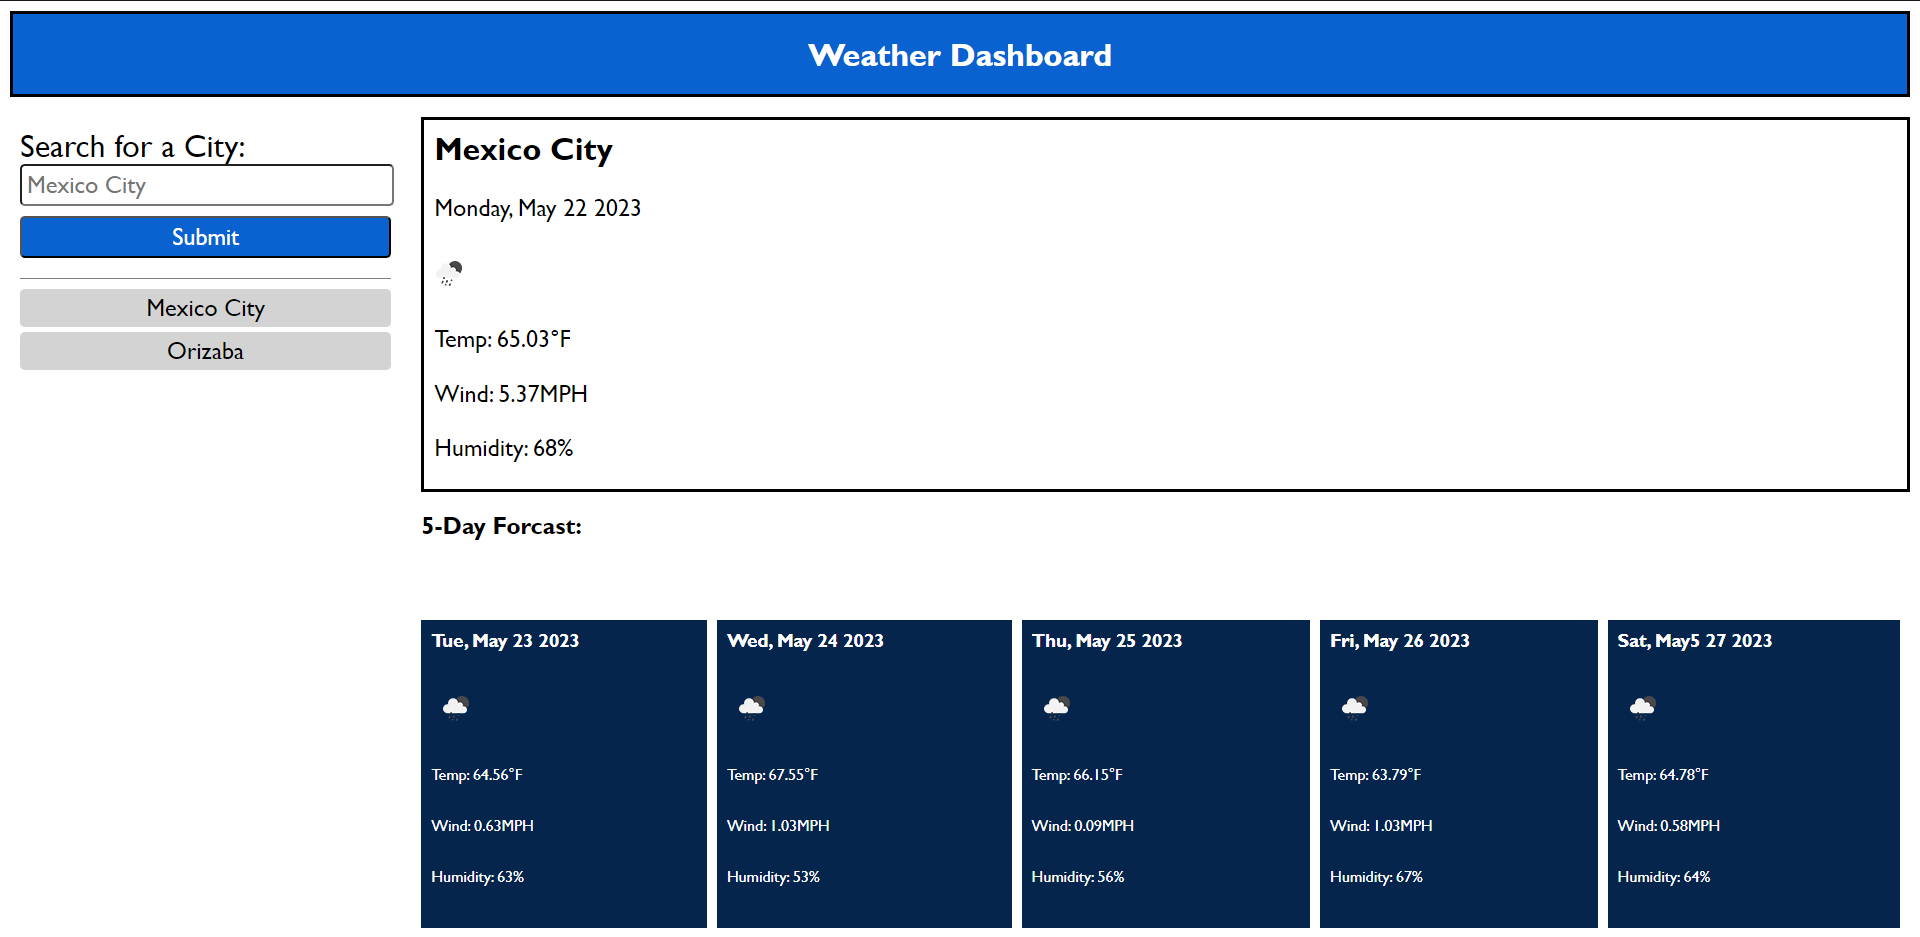 Weather Dashboard
Search for a City:
Mexico City
Submit
Mexico City
Orizaba
Mexico City
Monday, May 22 2023
Temp: 65.03°F
Wind: 5.37MPH
Humidity: 68%
5-Day Forcast:
Tue, May 23 2023
Temp: 64.56°F
Wind: 0.63MPH
Humidity: 63%
Wed, May 24 2023
Temp: 67.55°F
Wind: 1.03MPH
Humidity: 53%
Thu, May 25 2023
Temp: 66.15°F
Wind: 0.09MPH
Humidity: 56%
Fri, May 26 2023
Temp: 63.79°F
Wind: 1.03MPH
Humidity: 67%
Sat, May5 27 2023
Temp: 64.78°F
Wind: 0.58MPH
Humidity: 64%